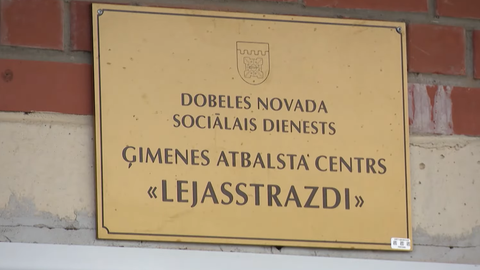 DOBELES NOVADA
SOCIĀLAIS DIENESTS
ĢIMENES ATBALSTA CENTRS
«LEJASSTRAZDI»